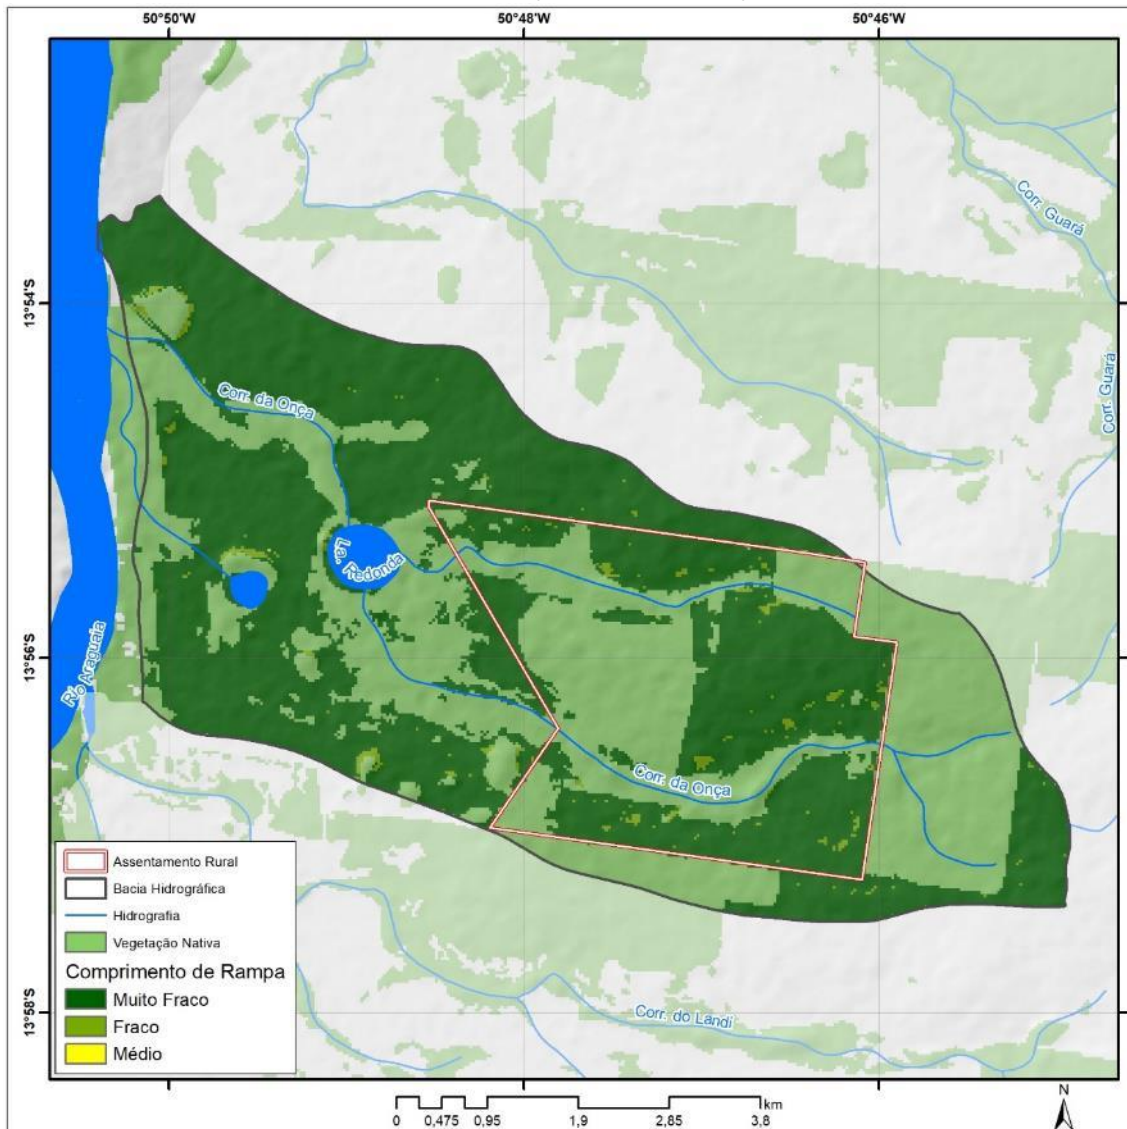 50°50'W
50°48'W
50°46'W
Corr. Guará
13°54'S
Corr. Guará
Corr. da Onça
La. Redonda
13°56'S
Rio Araguaia
Corr. da Onça
Assentamento Rural
Bacia Hidrográfica
Hidrografia
Vegetação Nativa
Comprimento de Rampa
Muito Fraco
Fraco
Médio
13°58'S
Corr. do Landi
km
0 0,475 0,95 1,9 2,85 3,8
N